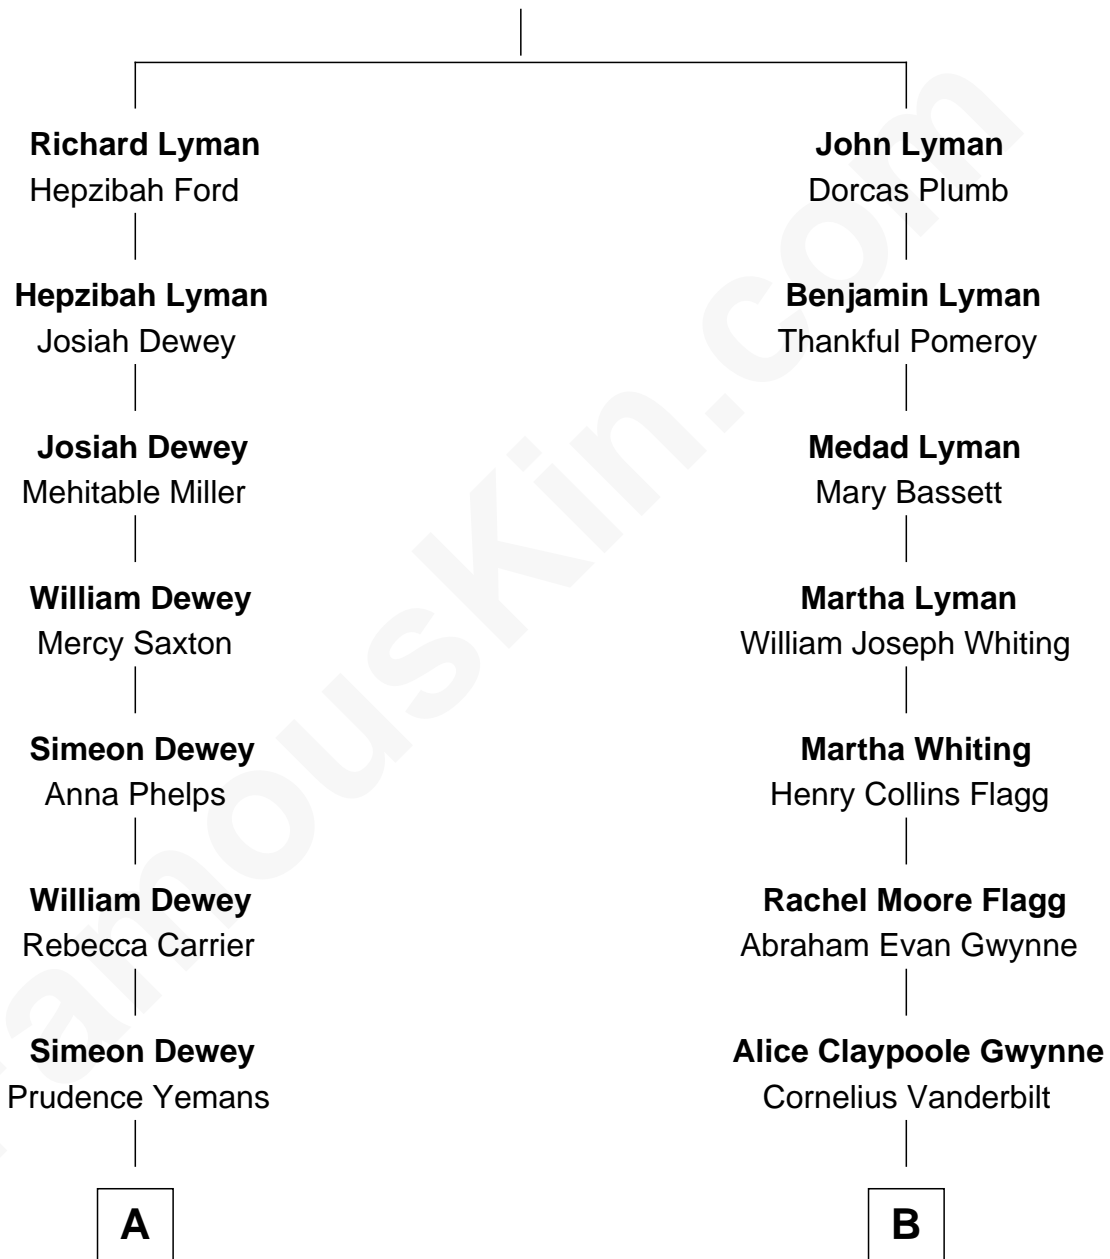 Richard Lyman
Hepzibah Ford
Hepzibah Lyman
Josiah Dewey
Josiah Dewey
Mehitable Miller
William Dewey
Mercy Saxton
Simeon Dewey
Anna Phelps
William Dewey
Rebecca Carrier
Simeon Dewey
Prudence Yemans
A
John Lyman
Dorcas Plumb
Benjamin Lyman
Thankful Pomeroy
Medad Lyman
Mary Bassett
Martha Lyman
William Joseph Whiting
Martha Whiting
Henry Collins Flagg
Rachel Moore Flagg
Abraham Evan Gwynne
Alice Claypoole Gwynne
Cornelius Vanderbilt
B
FamousKin.com